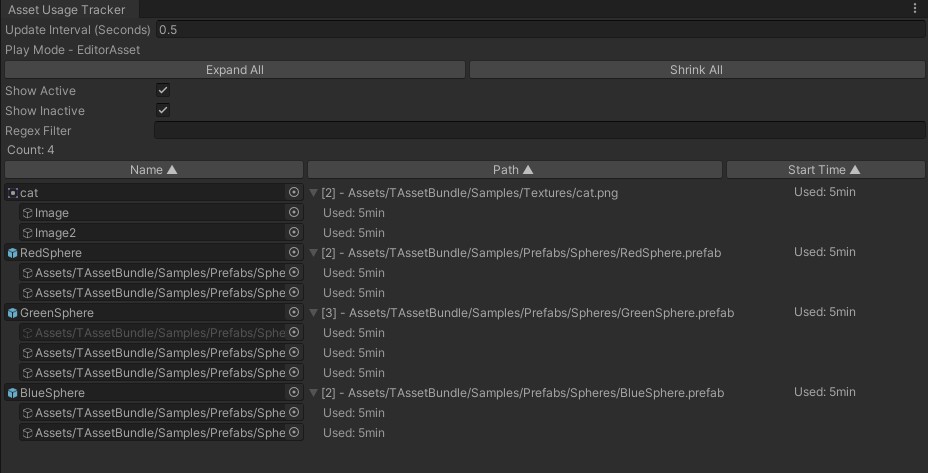 Asset Usage Tracker
Update Interval (Seconds) 0.5
Play Mode - EditorAsset
Expand All Shrink All
Show Active
Show Inactive
Regex Filter
Count: 4
Name ▲ Path ▲ Start Time ▲
cat [2] - Assets/TAssetBundle/Samples/Textures/cat.png Used: 5min
Image Used: 5min
Image2 Used: 5min
RedSphere [2] - Assets/TAssetBundle/Samples/Prefabs/Spheres/RedSphere.prefab Used: 5min
Assets/TAssetBundle/Samples/Prefabs/Sphe Used: 5min
Assets/TAssetBundle/Samples/Prefabs/Sphe Used: 5min
GreenSphere [3] - Assets/TAssetBundle/Samples/Prefabs/Spheres/GreenSphere.prefab Used: 5min
Assets/TAssetBundle/Samples/Prefabs/Sphe Used: 5min
Assets/TAssetBundle/Samples/Prefabs/Sphe Used: 5min
Assets/TAssetBundle/Samples/Prefabs/Sphe Used: 5min
BlueSphere [2] - Assets/TAssetBundle/Samples/Prefabs/Spheres/BlueSphere.prefab Used: 5min
Assets/TAssetBundle/Samples/Prefabs/Sphe Used: 5min
Assets/TAssetBundle/Samples/Prefabs/Sphe Used: 5min